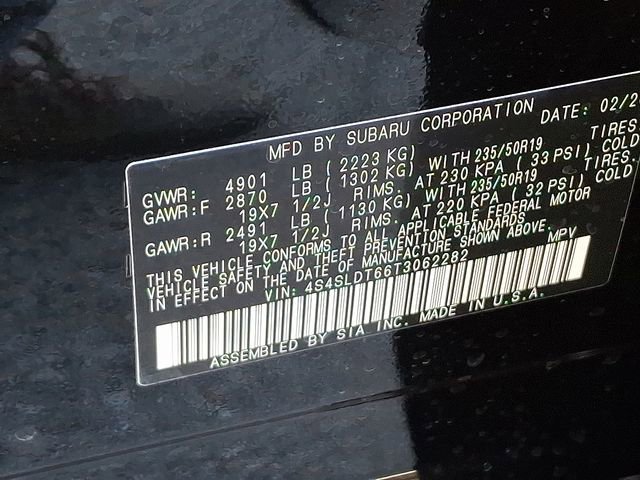 MFD BY SUBARU CORPORATION DATE: 02/2
GVWR: 4901 LB (2223 KG)
GAWR:F 2870 LB (1302 KG) WITH 235/50R19 TIRES
19X7 1/2J RIMS. AT 230 KPA (33 PSI) COLD
GAWR:R 2491 LB (1130 KG) WITH 235/50R19 TIRES.
19X7 1/2J RIMS. AT 220 KPA (32 PSI) COLD
THIS VEHICLE CONFORMS TO ALL APPLICABLE FEDERAL MOTOR
VEHICLE SAFETY AND THEFT PREVENTION STANDARDS
IN EFFECT ON THE DATE OF MANUFACTURE SHOWN ABOVE.
VIN: 4S4SLDT66T3062282 MPV
ASSEMBLED BY SIA INC. MADE IN U.S.A.